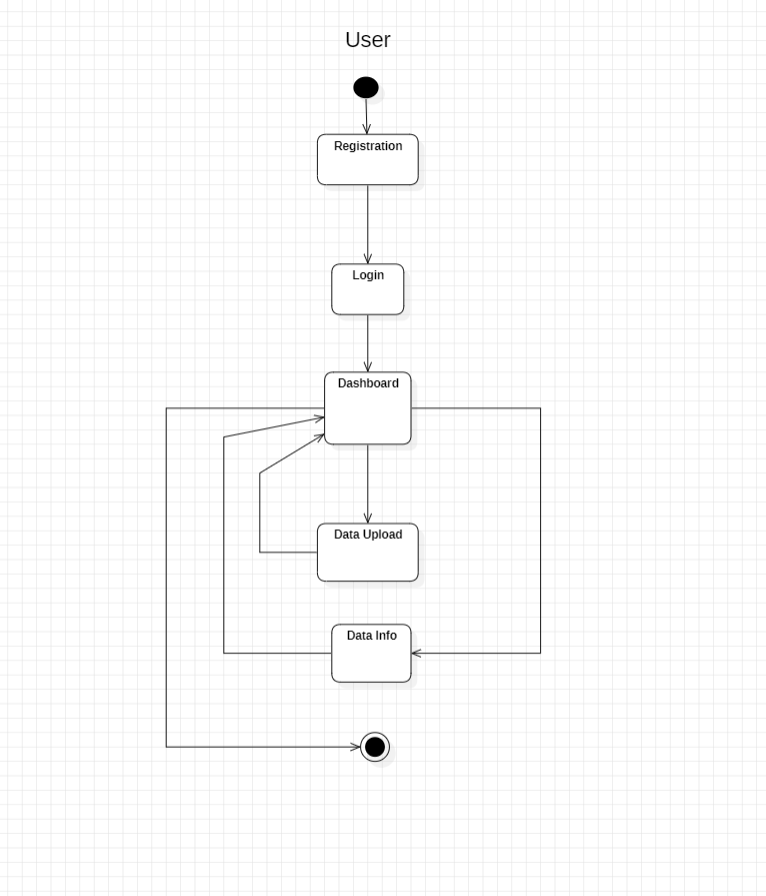 User
Registration
Login
Dashboard
Data Upload
Data Info